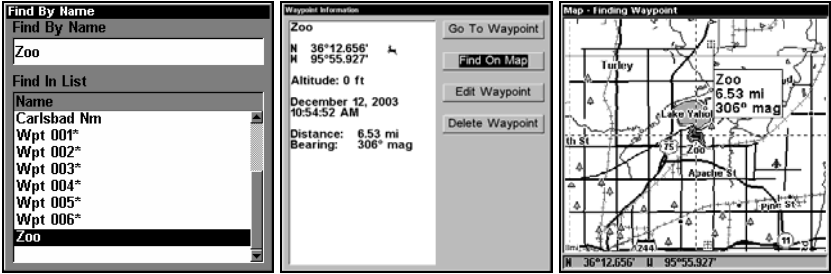 Find By Name
Find By Name
Zoo
Find In List
Name
Carlsbad Nm
Wpt 001*
Wpt 002*
Wpt 003*
Wpt 004*
Wpt 005*
Wpt 006*
Zoo
Waypoint Information
Zoo
N 36°12.656'
W 95°55.927'
Altitude: 0 ft
December 12, 2003
10:54:52 AM
Distance: 6.53 mi
Bearing: 306° mag
Go To Waypoint
Find On Map
Edit Waypoint
Delete Waypoint
Map - Finding Waypoint
Turley
Zoo
6.53 mi
306° mag
Lake Yahol
th St
75
Zoo
Apache St
Pine St
244
11
N 36°12.656' W 95°55.927'